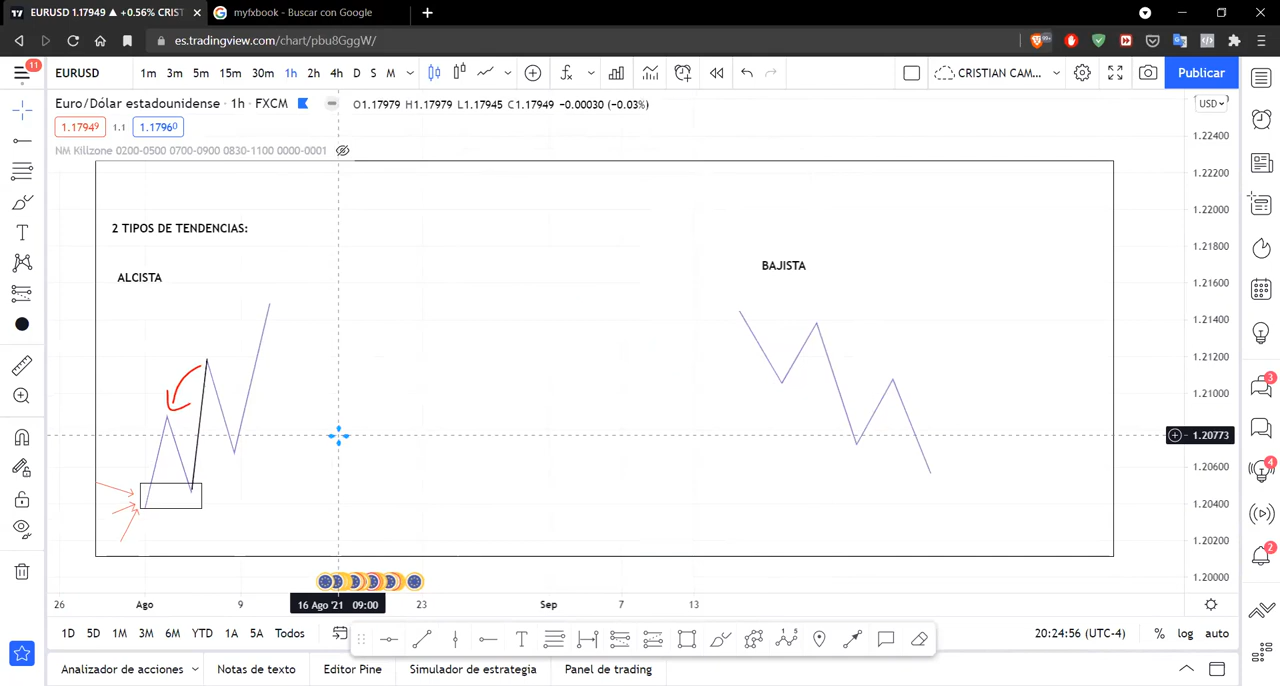 EURUSD 1.17949 ▲ +0.56% CRIST
myfxbook - Buscar con Google
es.tradingview.com/chart/pbu8GggW/
99+
11
EURUSD
1m 3m 5m 15m 30m 1h 2h 4h D S M
CRISTIAN CAM...
Publicar
Euro/Dólar estadounidense · 1h · FXCM
O1.17979 H1.17979 L1.17945 C1.17949 −0.00030 (−0.03%)
USD
1.17949 1.1 1.17960
NM Killzone 0200-0500 0700-0900 0830-1100 0000-0001
2 TIPOS DE TENDENCIAS:
ALCISTA
BAJISTA
1.22400
1.22200
1.22000
1.21800
1.21600
1.21400
1.21200
1.21000
1.20773
1.20600
1.20400
1.20200
1.20000
3
4
2
26 Ago 9 16 Ago '21 09:00 23 Sep 7 13
1D 5D 1M 3M 6M YTD 1A 5A Todos
20:24:56 (UTC-4) % log auto
Analizador de acciones Notas de texto Editor Pine Simulador de estrategia Panel de trading